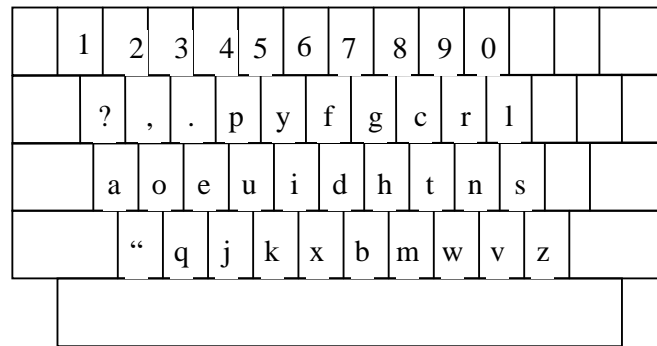 1 2 3 4 5 6 7 8 9 0
? , . p y f g c r l
a o e u i d h t n s
“ q j k x b m w v z